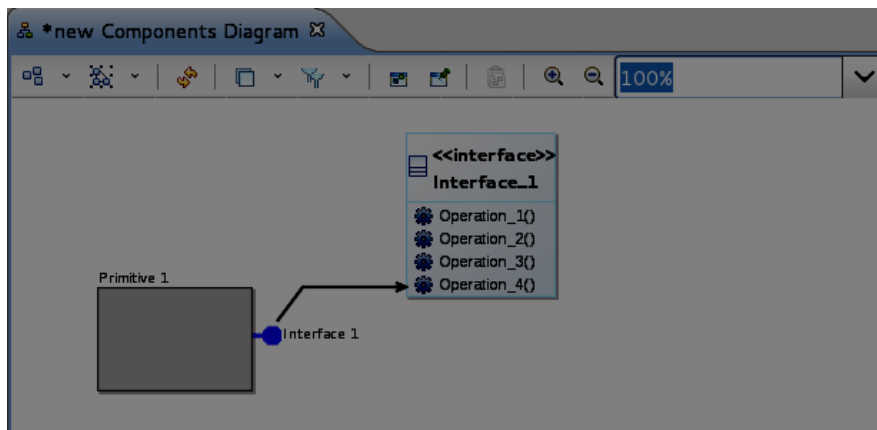 *new Components Diagram
100%
<<interface>>
Interface_1
Operation_1()
Operation_2()
Operation_3()
Operation_4()
Primitive 1
Interface 1